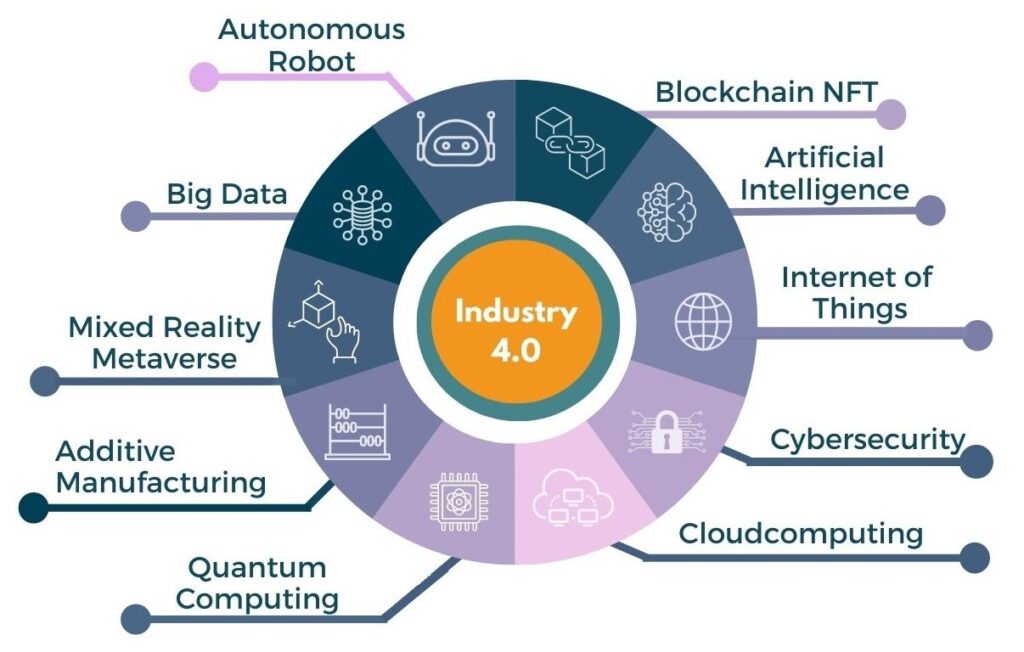 Autonomous
Robot
Blockchain NFT
Artificial
Intelligence
Big Data
Internet of
Things
Industry
4.0
Mixed Reality
Metaverse
Cybersecurity
Additive
Manufacturing
Cloudcomputing
Quantum
Computing